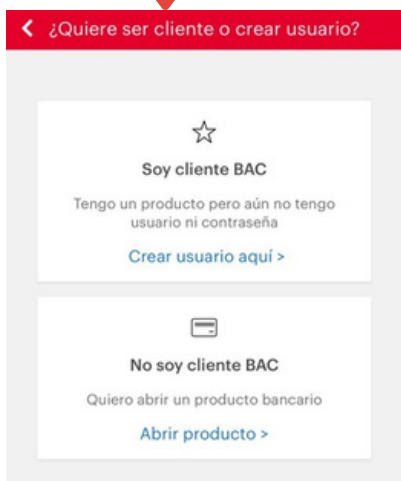 ¿Quiere ser cliente o crear usuario?
Soy cliente BAC
Tengo un producto pero aún no tengo
usuario ni contraseña
Crear usuario aquí >
No soy cliente BAC
Quiero abrir un producto bancario
Abrir producto >